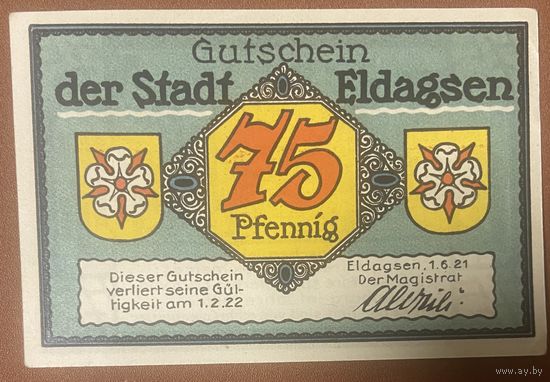 Gutschein
der Stadt Eldagsen
75
Pfennig
Dieser Gutschein
verliert seine Gül-
tigkeit am 1.2.22
Eldagsen, 1.6.21
Der Magistrat
www.ay.by